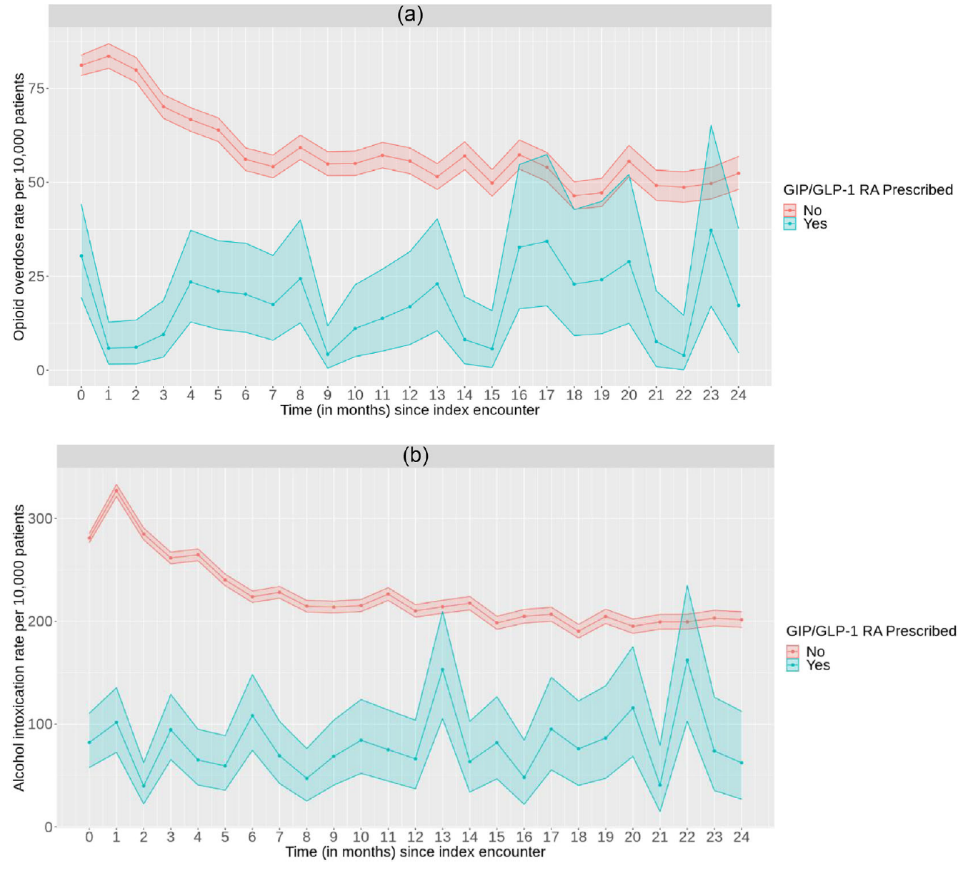 (a)
Opioid overdose rate per 10,000 patients
75
50
25
0
0 1 2 3 4 5 6 7 8 9 10 11 12 13 14 15 16 17 18 19 20 21 22 23 24
Time (in months) since index encounter
GIP/GLP-1 RA Prescribed
No
Yes
(b)
Alcohol intoxication rate per 10,000 patients
300
200
100
0
0 1 2 3 4 5 6 7 8 9 10 11 12 13 14 15 16 17 18 19 20 21 22 23 24
Time (in months) since index encounter
GIP/GLP-1 RA Prescribed
No
Yes